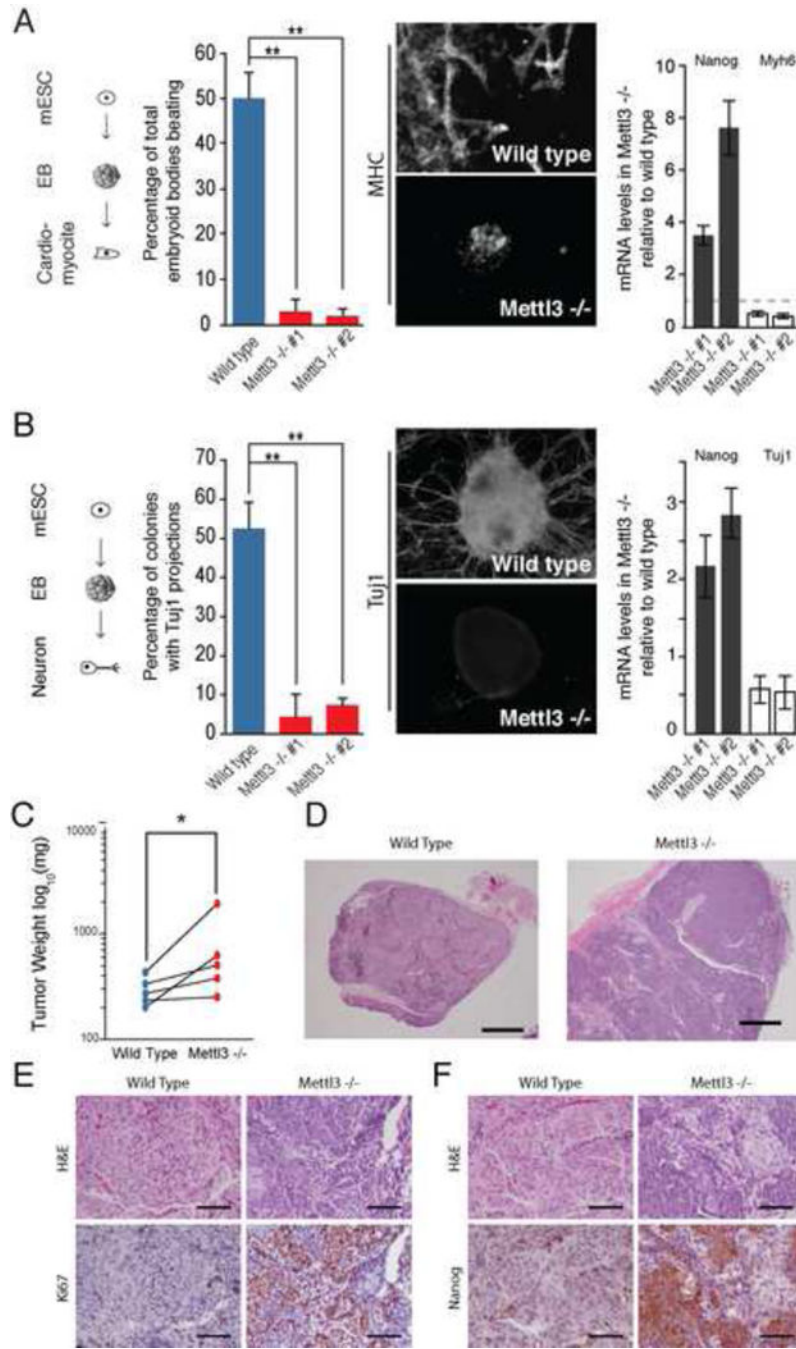 A
mESC
EB
Cardio-
myocite
Percentage of total
embryoid bodies beating
60
50
40
30
20
10
0
**
**
Wild type
Mettl3 -/- #1
Mettl3 -/- #2
MHC
Wild type
Mettl3 -/-
mRNA levels in Mettl3 -/-
relative to wild type
10
8
6
4
2
1
0
Nanog
Myh6
Mettl3 -/- #1
Mettl3 -/- #2
Mettl3 -/- #1
Mettl3 -/- #2
B
mESC
EB
Neuron
Percentage of colonies
with Tuj1 projections
70
60
50
40
30
20
10
0
**
**
Wild type
Mettl3 -/- #1
Mettl3 -/- #2
Tuj1
Wild type
Mettl3 -/-
mRNA levels in Mettl3 -/-
relative to wild type
3
2
1
0
Nanog
Tuj1
Mettl3 -/- #1
Mettl3 -/- #2
Mettl3 -/- #1
Mettl3 -/- #2
C
Tumor Weight log10(mg)
10000
1000
100
*
Wild Type
Mettl3 -/-
D
Wild Type
Mettl3 -/-
E
Wild Type
Mettl3 -/-
H&E
Ki67
F
Wild Type
Mettl3 -/-
H&E
Nanog